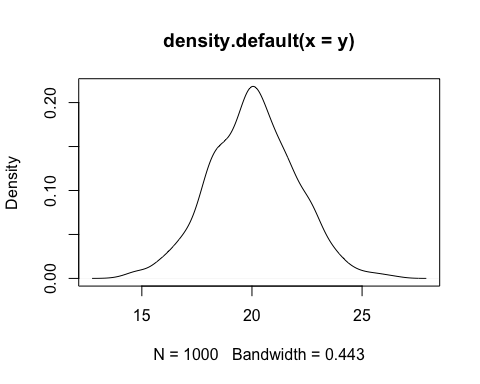 density.default(x = y)
Density
0.20
0.10
0.00
15 20 25
N = 1000 Bandwidth = 0.443